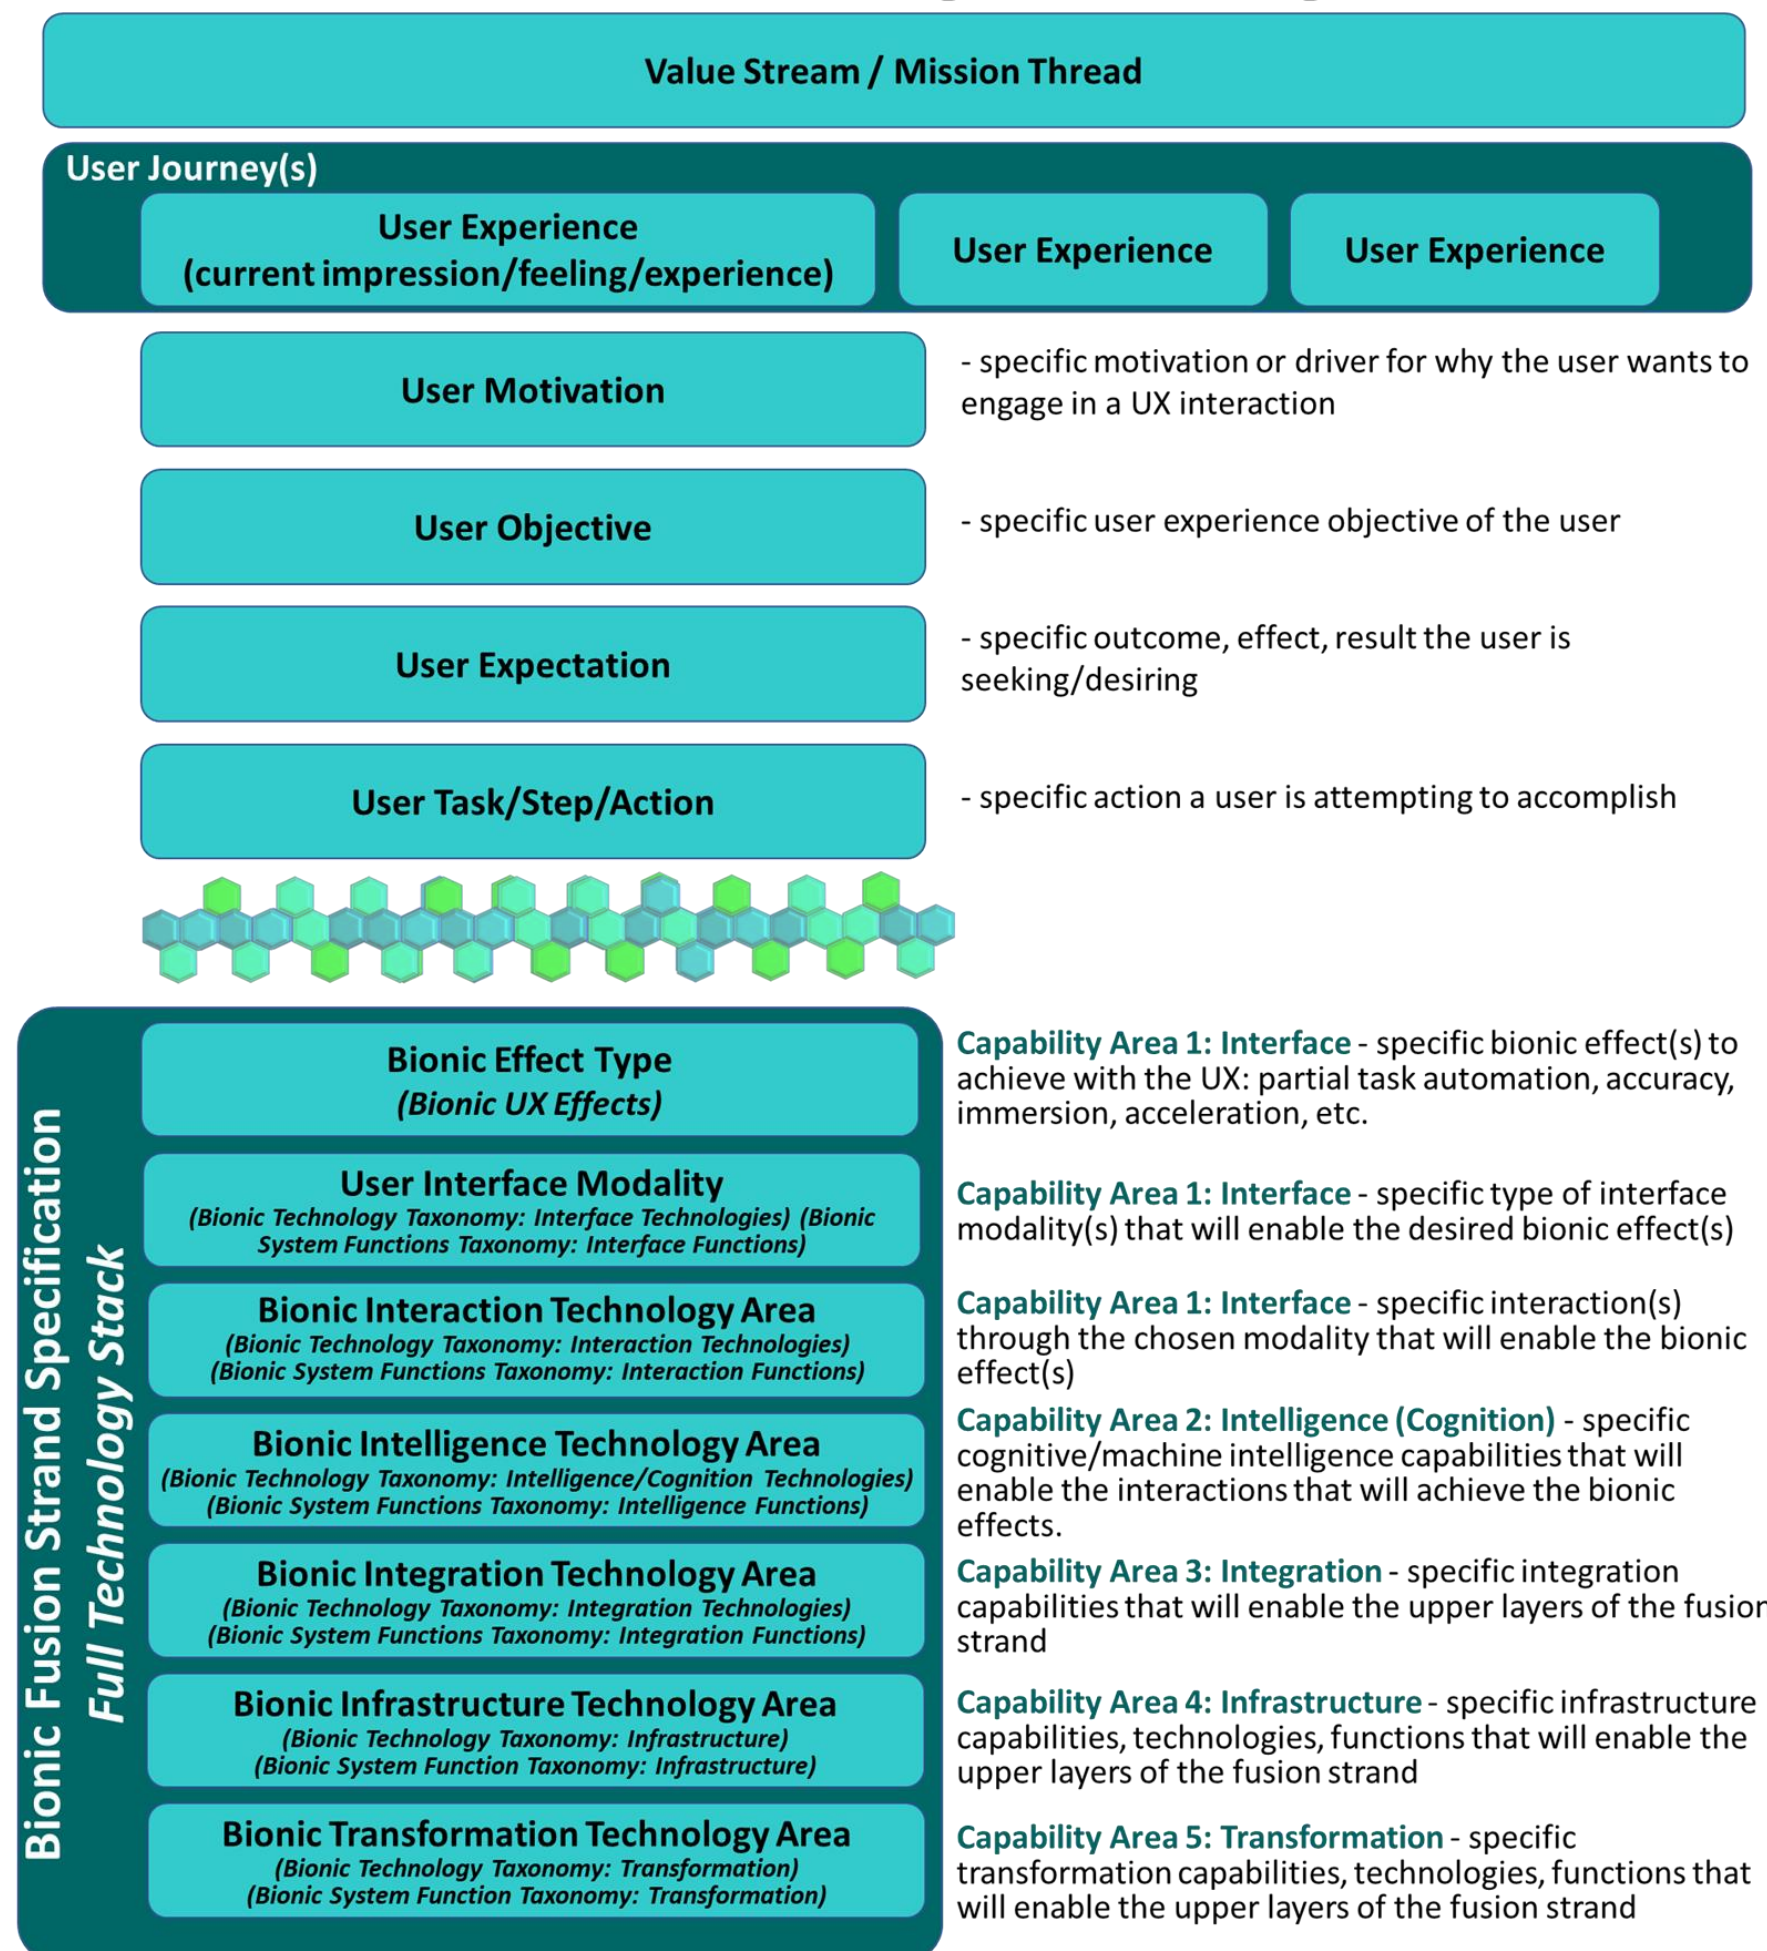 Value Stream / Mission Thread
User Journey(s)
User Experience
(current impression/feeling/experience)
User Experience
User Experience
User Motivation
- specific motivation or driver for why the user wants to
engage in a UX interaction
User Objective
- specific user experience objective of the user
User Expectation
- specific outcome, effect, result the user is
seeking/desiring
User Task/Step/Action
- specific action a user is attempting to accomplish
Bionic Fusion Strand Specification
Full Technology Stack
Bionic Effect Type
(Bionic UX Effects)
Capability Area 1: Interface - specific bionic effect(s) to
achieve with the UX: partial task automation, accuracy,
immersion, acceleration, etc.
User Interface Modality
(Bionic Technology Taxonomy: Interface Technologies) (Bionic
System Functions Taxonomy: Interface Functions)
Capability Area 1: Interface - specific type of interface
modality(s) that will enable the desired bionic effect(s)
Bionic Interaction Technology Area
(Bionic Technology Taxonomy: Interaction Technologies)
(Bionic System Functions Taxonomy: Interaction Functions)
Capability Area 1: Interface - specific interaction(s)
through the chosen modality that will enable the bionic
effect(s)
Bionic Intelligence Technology Area
(Bionic Technology Taxonomy: Intelligence/Cognition Technologies)
(Bionic System Functions Taxonomy: Intelligence Functions)
Capability Area 2: Intelligence (Cognition) - specific
cognitive/machine intelligence capabilities that will
enable the interactions that will achieve the bionic
effects.
Bionic Integration Technology Area
(Bionic Technology Taxonomy: Integration Technologies)
(Bionic System Functions Taxonomy: Integration Functions)
Capability Area 3: Integration - specific integration
capabilities that will enable the upper layers of the fusion
strand
Bionic Infrastructure Technology Area
(Bionic Technology Taxonomy: Infrastructure)
(Bionic System Function Taxonomy: Infrastructure)
Capability Area 4: Infrastructure - specific infrastructure
capabilities, technologies, functions that will enable the
upper layers of the fusion strand
Bionic Transformation Technology Area
(Bionic Technology Taxonomy: Transformation)
(Bionic System Function Taxonomy: Transformation)
Capability Area 5: Transformation - specific
transformation capabilities, technologies, functions that
will enable the upper layers of the fusion strand